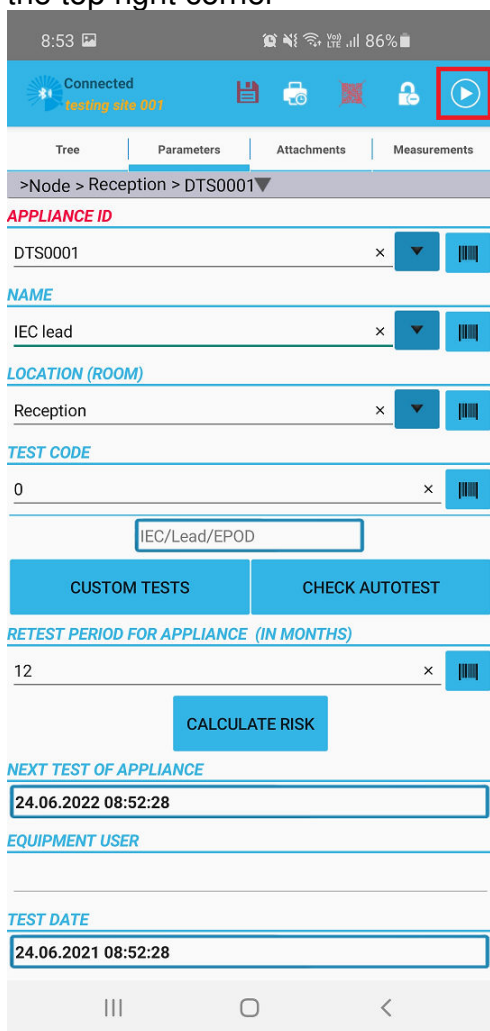 the top right corner
8:53 86%
Connected
testing site 001
Tree Parameters Attachments Measurements
>Node > Reception > DTS0001▼
APPLIANCE ID
DTS0001 ×
NAME
IEC lead ×
LOCATION (ROOM)
Reception ×
TEST CODE
0 ×
IEC/Lead/EPOD
CUSTOM TESTS CHECK AUTOTEST
RETEST PERIOD FOR APPLIANCE (IN MONTHS)
12 ×
CALCULATE RISK
NEXT TEST OF APPLIANCE
24.06.2022 08:52:28
EQUIPMENT USER
TEST DATE
24.06.2021 08:52:28